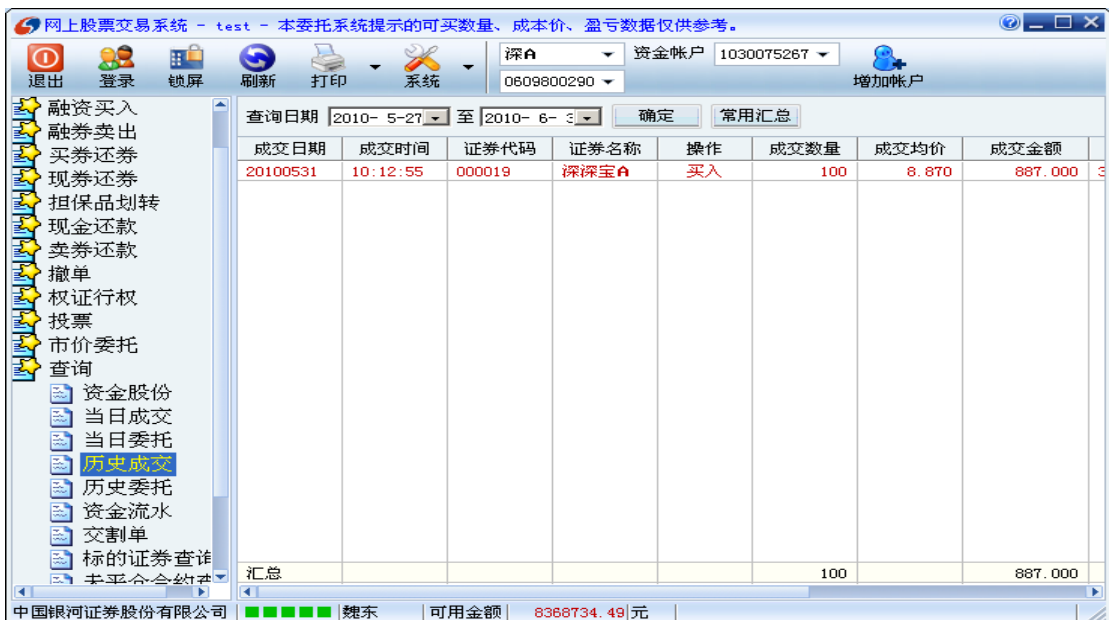 网上股票交易系统 - test - 本委托系统提示的可买数量、成本价、盈亏数据仅供参考。
深A 资金帐户 1030075267
退出 登录 锁屏 刷新 打印 系统 0609800290 增加帐户
融资买入
融券卖出
买券还券
现券还券
担保品划转
现金还款
卖券还款
撤单
权证行权
投票
市价委托
查询
资金股份
当日成交
当日委托
历史成交
历史委托
资金流水
交割单
标的证券查询
查询日期 2010- 5-27 至 2010- 6- 3 确定 常用汇总
成交日期 成交时间 证券代码 证券名称 操作 成交数量 成交均价 成交金额
20100531 10:12:55 000019 深深宝A 买入 100 8.870 887.000
汇总 100 887.000
中国银河证券股份有限公司 魏东 可用金额 8368734.49 元